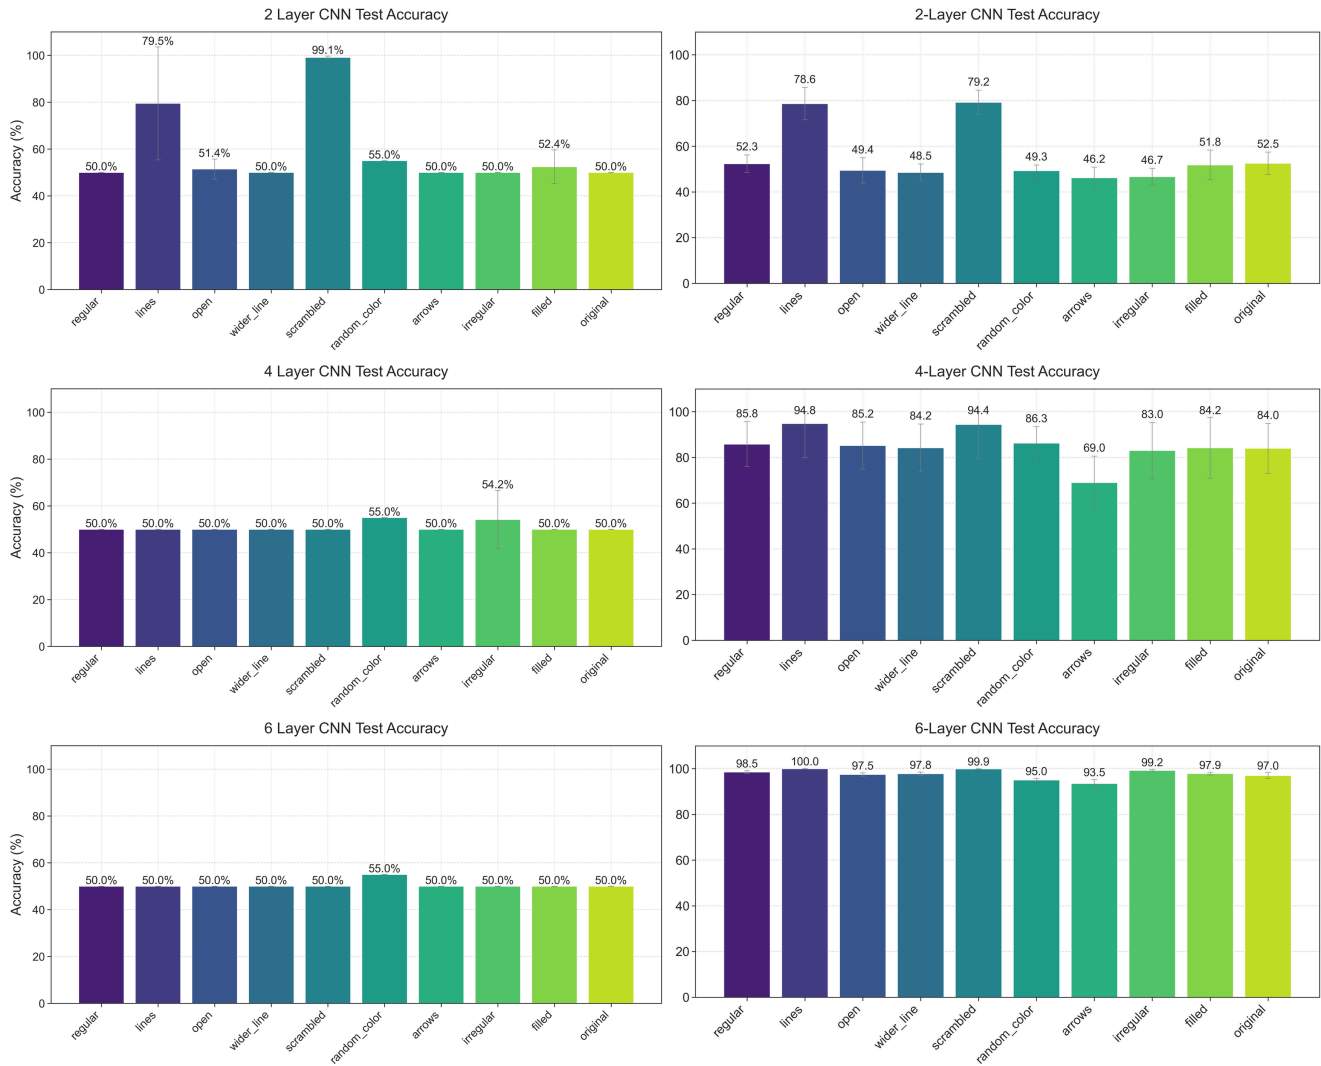 2 Layer CNN Test Accuracy
Accuracy (%)
100
80
60
40
20
0
50.0% 79.5% 51.4% 50.0% 99.1% 55.0% 50.0% 50.0% 52.4% 50.0%
regular lines open wider_line scrambled random_color arrows irregular filled original
2-Layer CNN Test Accuracy
100
80
60
40
20
0
52.3 78.6 49.4 48.5 79.2 49.3 46.2 46.7 51.8 52.5
regular lines open wider_line scrambled random_color arrows irregular filled original
4 Layer CNN Test Accuracy
Accuracy (%)
100
80
60
40
20
0
50.0% 50.0% 50.0% 50.0% 50.0% 55.0% 50.0% 54.2% 50.0% 50.0%
regular lines open wider_line scrambled random_color arrows irregular filled original
4-Layer CNN Test Accuracy
100
80
60
40
20
0
85.8 94.8 85.2 84.2 94.4 86.3 69.0 83.0 84.2 84.0
regular lines open wider_line scrambled random_color arrows irregular filled original
6 Layer CNN Test Accuracy
Accuracy (%)
100
80
60
40
20
0
50.0% 50.0% 50.0% 50.0% 50.0% 55.0% 50.0% 50.0% 50.0% 50.0%
regular lines open wider_line scrambled random_color arrows irregular filled original
6-Layer CNN Test Accuracy
100
80
60
40
20
0
98.5 100.0 97.5 97.8 99.9 95.0 93.5 99.2 97.9 97.0
regular lines open wider_line scrambled random_color arrows irregular filled original